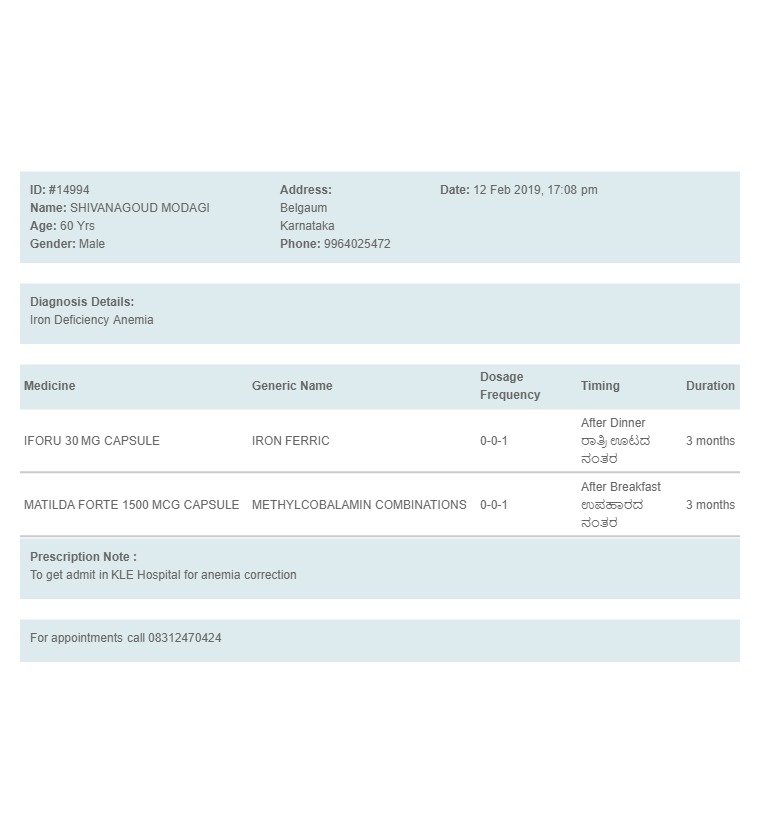 ID: #14994
Name: SHIVANAGOUD MODAGI
Age: 60 Yrs
Gender: Male
Address:
Belgaum
Karnataka
Phone: 9964025472
Date: 12 Feb 2019, 17:08 pm
Diagnosis Details:
Iron Deficiency Anemia
Medicine Generic Name Dosage Frequency Timing Duration
IFORU 30 MG CAPSULE IRON FERRIC 0-0-1 After Dinner ರಾತ್ರಿ ಊಟದ ನಂತರ 3 months
MATILDA FORTE 1500 MCG CAPSULE METHYLCOBALAMIN COMBINATIONS 0-0-1 After Breakfast ಉಪಹಾರದ ನಂತರ 3 months
Prescription Note :
To get admit in KLE Hospital for anemia correction
For appointments call 08312470424